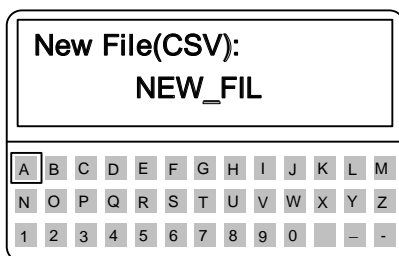 New File(CSV):
NEW_FIL
A B C D E F G H I J K L M
N O P Q R S T U V W X Y Z
1 2 3 4 5 6 7 8 9 0 – -